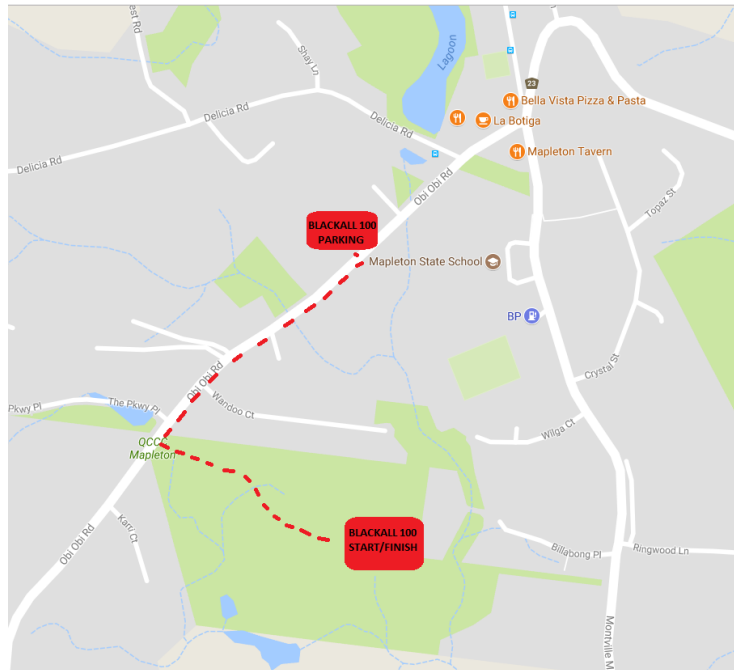 est Rd
Shay Ln
Lagoon
23
Bella Vista Pizza & Pasta
La Botiga
Delicia Rd
Delicia Rd
Mapleton Tavern
Delicia Rd
Obi Obi Rd
Topaz St
BLACKALL 100
PARKING
Mapleton State School
BP
Crystal St
Obi Obi Rd
Wandoo Ct
Pkwy Pl
The Pkwy Pl
Wilga Ct
QCCC
Mapleton
Karri Ct
Obi Obi Rd
BLACKALL 100
START/FINISH
Billabong Pl
Ringwood Ln
Montville M